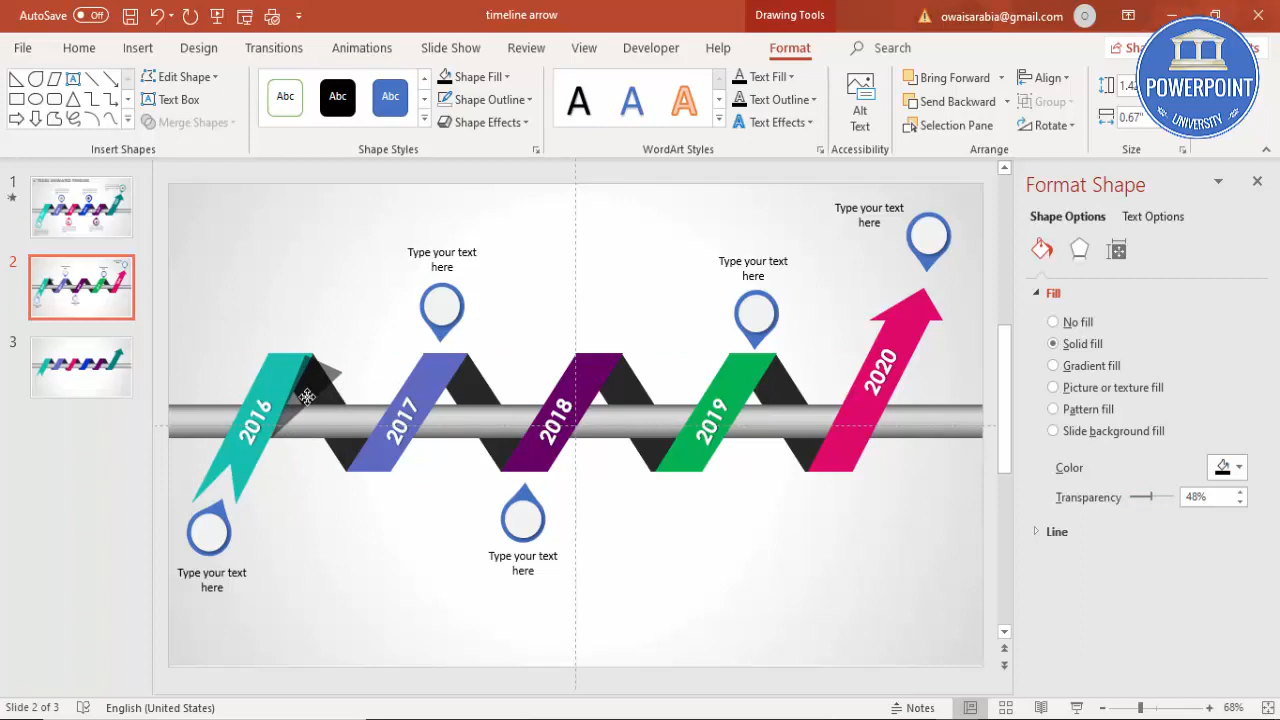 AutoSave Off
timeline arrow
Drawing Tools
owaisarabia@gmail.com
File Home Insert Design Transitions Animations Slide Show Review View Developer Help Format Search
Edit Shape
Text Box
Merge Shapes
Insert Shapes
Abc Abc Abc
Shape Fill
Shape Outline
Shape Effects
Shape Styles
A A A
Text Fill
Text Outline
Text Effects
WordArt Styles
Alt
Text
Accessibility
Bring Forward
Send Backward
Selection Pane
Align
Group
Rotate
Arrange
0.67"
Size
POWERPOINT
UNIVERSITY
1
2
3
Type your text
here
Type your text
here
Type your text
here
2016
2017
2018
2019
2020
Type your text
here
Type your text
here
Format Shape
Shape Options Text Options
Fill
No fill
Solid fill
Gradient fill
Picture or texture fill
Pattern fill
Slide background fill
Color
Transparency 48%
Line
Slide 2 of 3 English (United States) Notes 68%